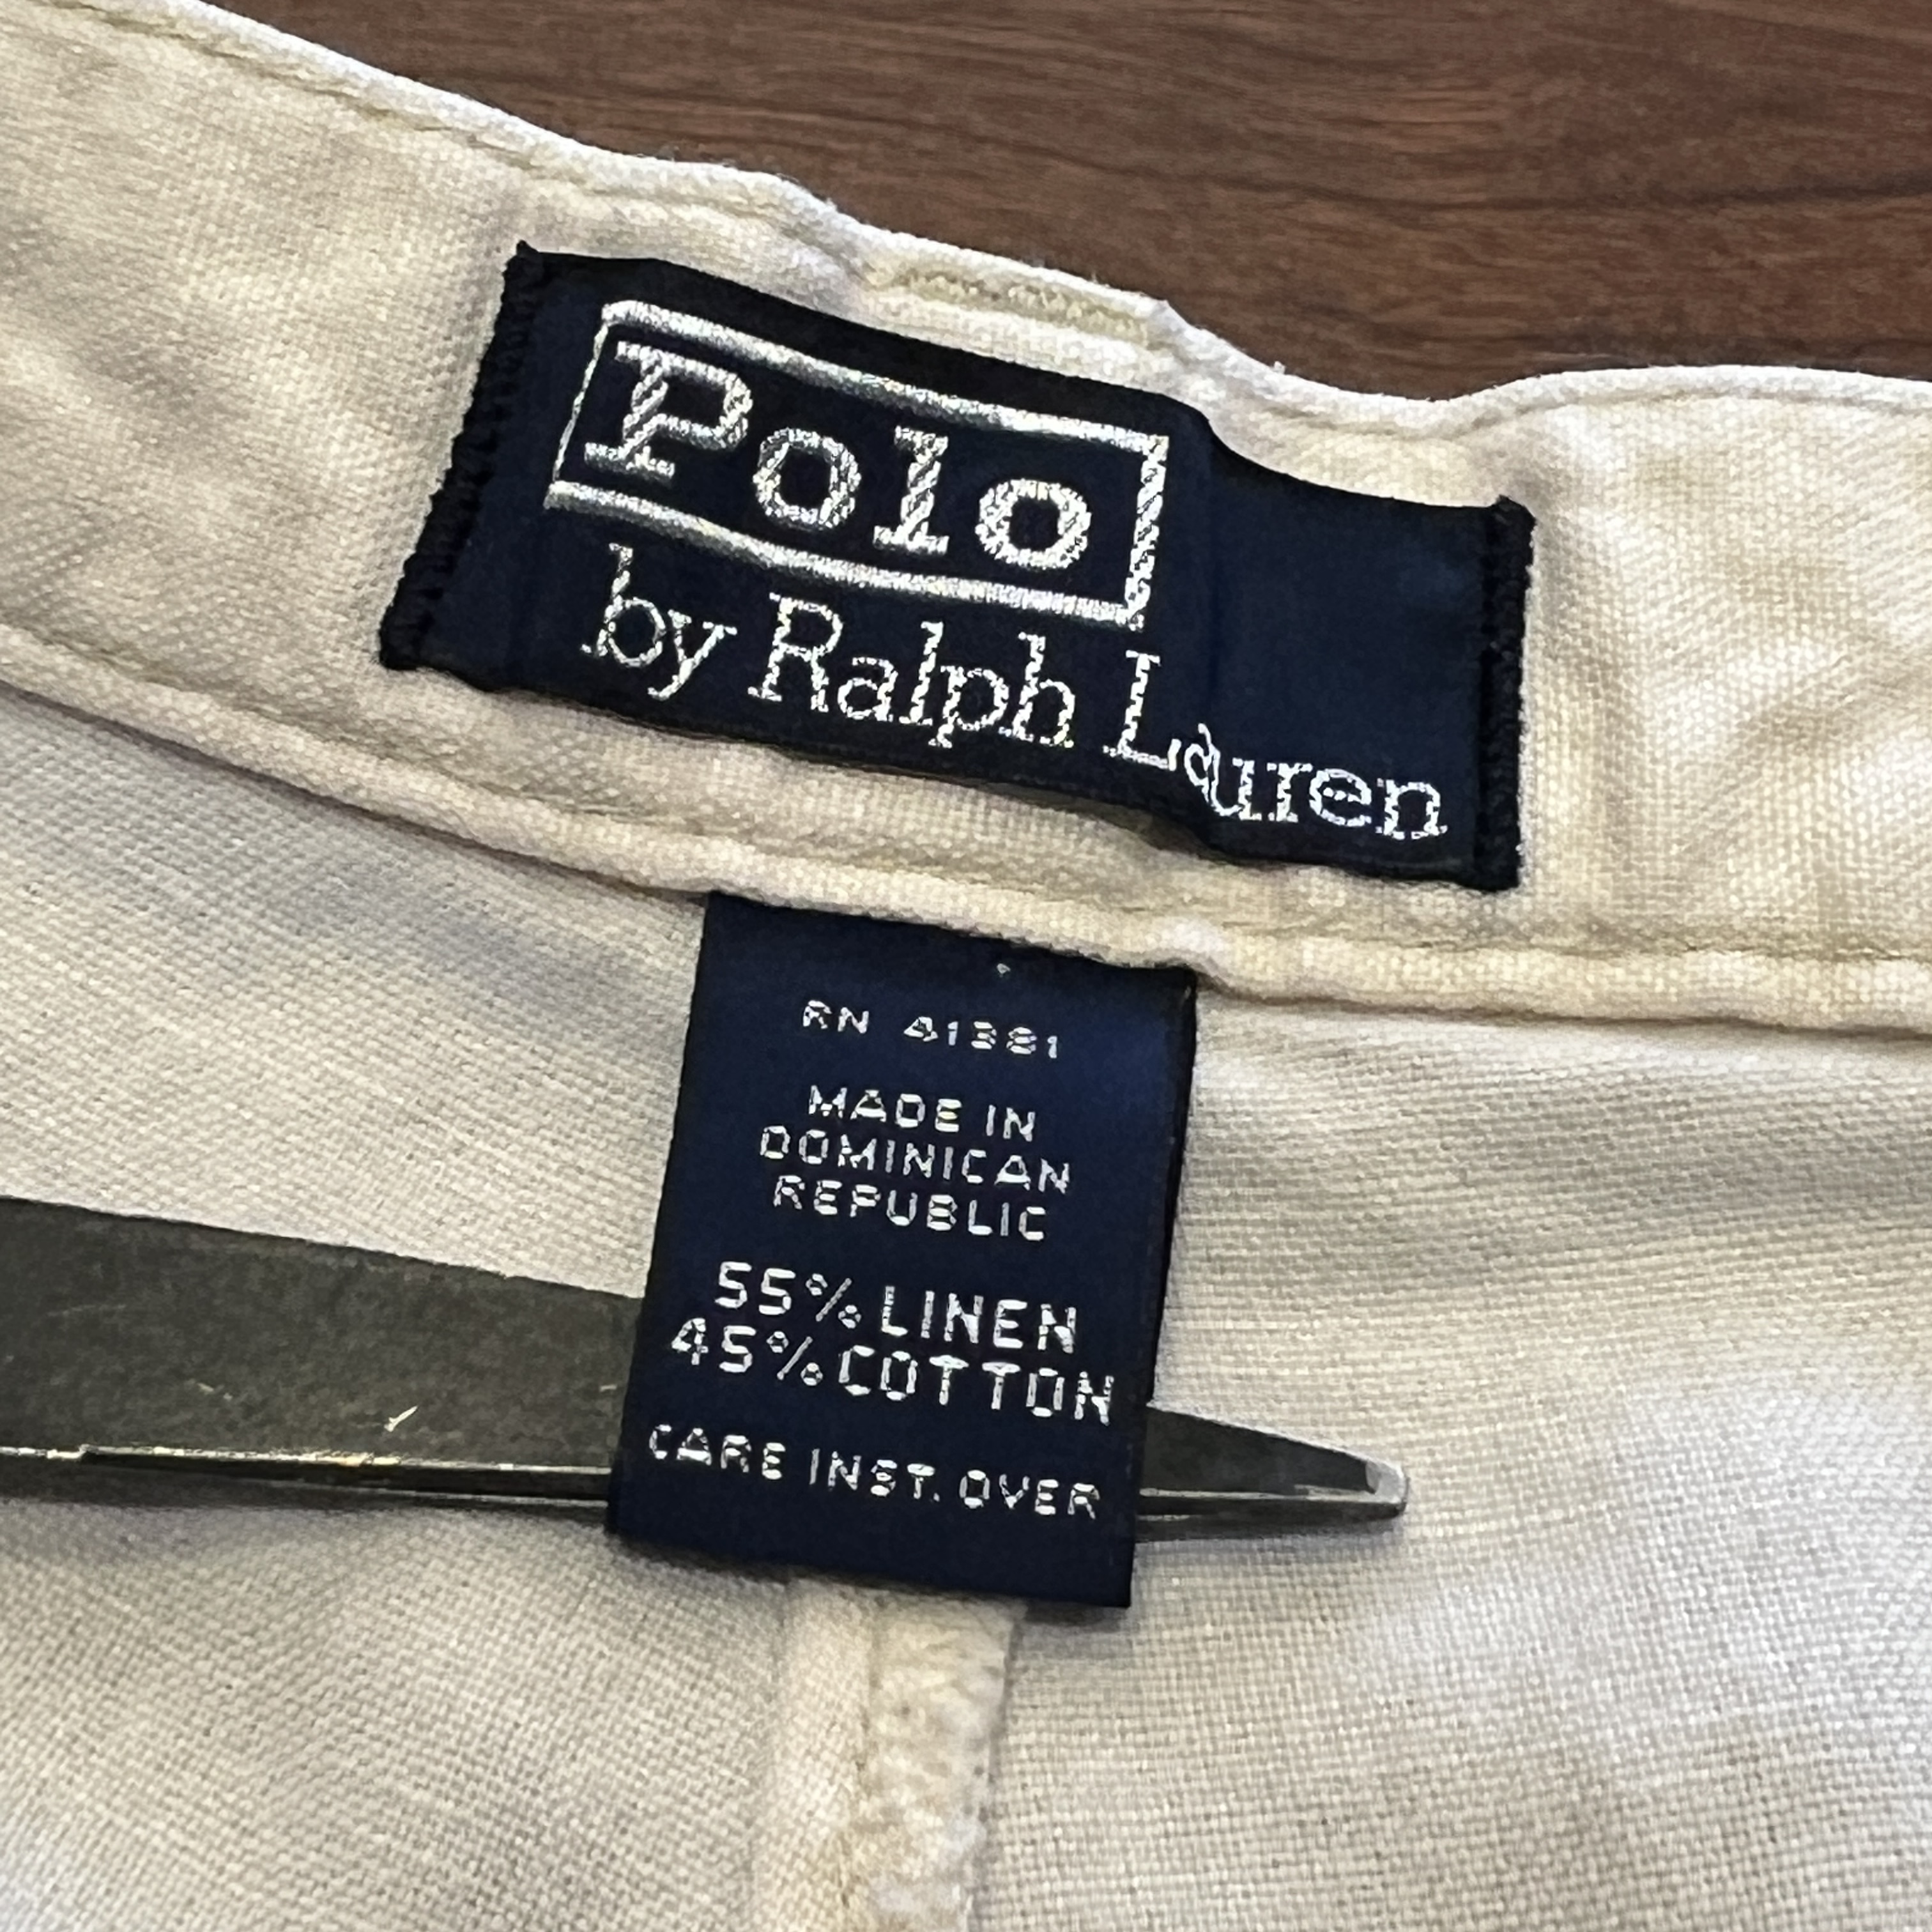 Polo
by Ralph Lauren
RN 41381
MADE IN
DOMINICAN
REPUBLIC
55% LINEN
45% COTTON
CARE INST. OVER